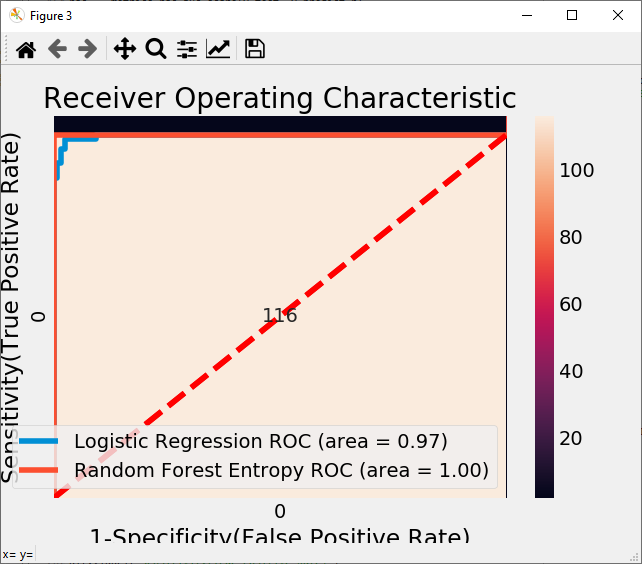 Figure 3
Receiver Operating Characteristic
Sensitivity(True Positive Rate)
0
116
100
80
60
40
20
Logistic Regression ROC (area = 0.97)
Random Forest Entropy ROC (area = 1.00)
0
1-Specificity(False Positive Rate)
x= y=